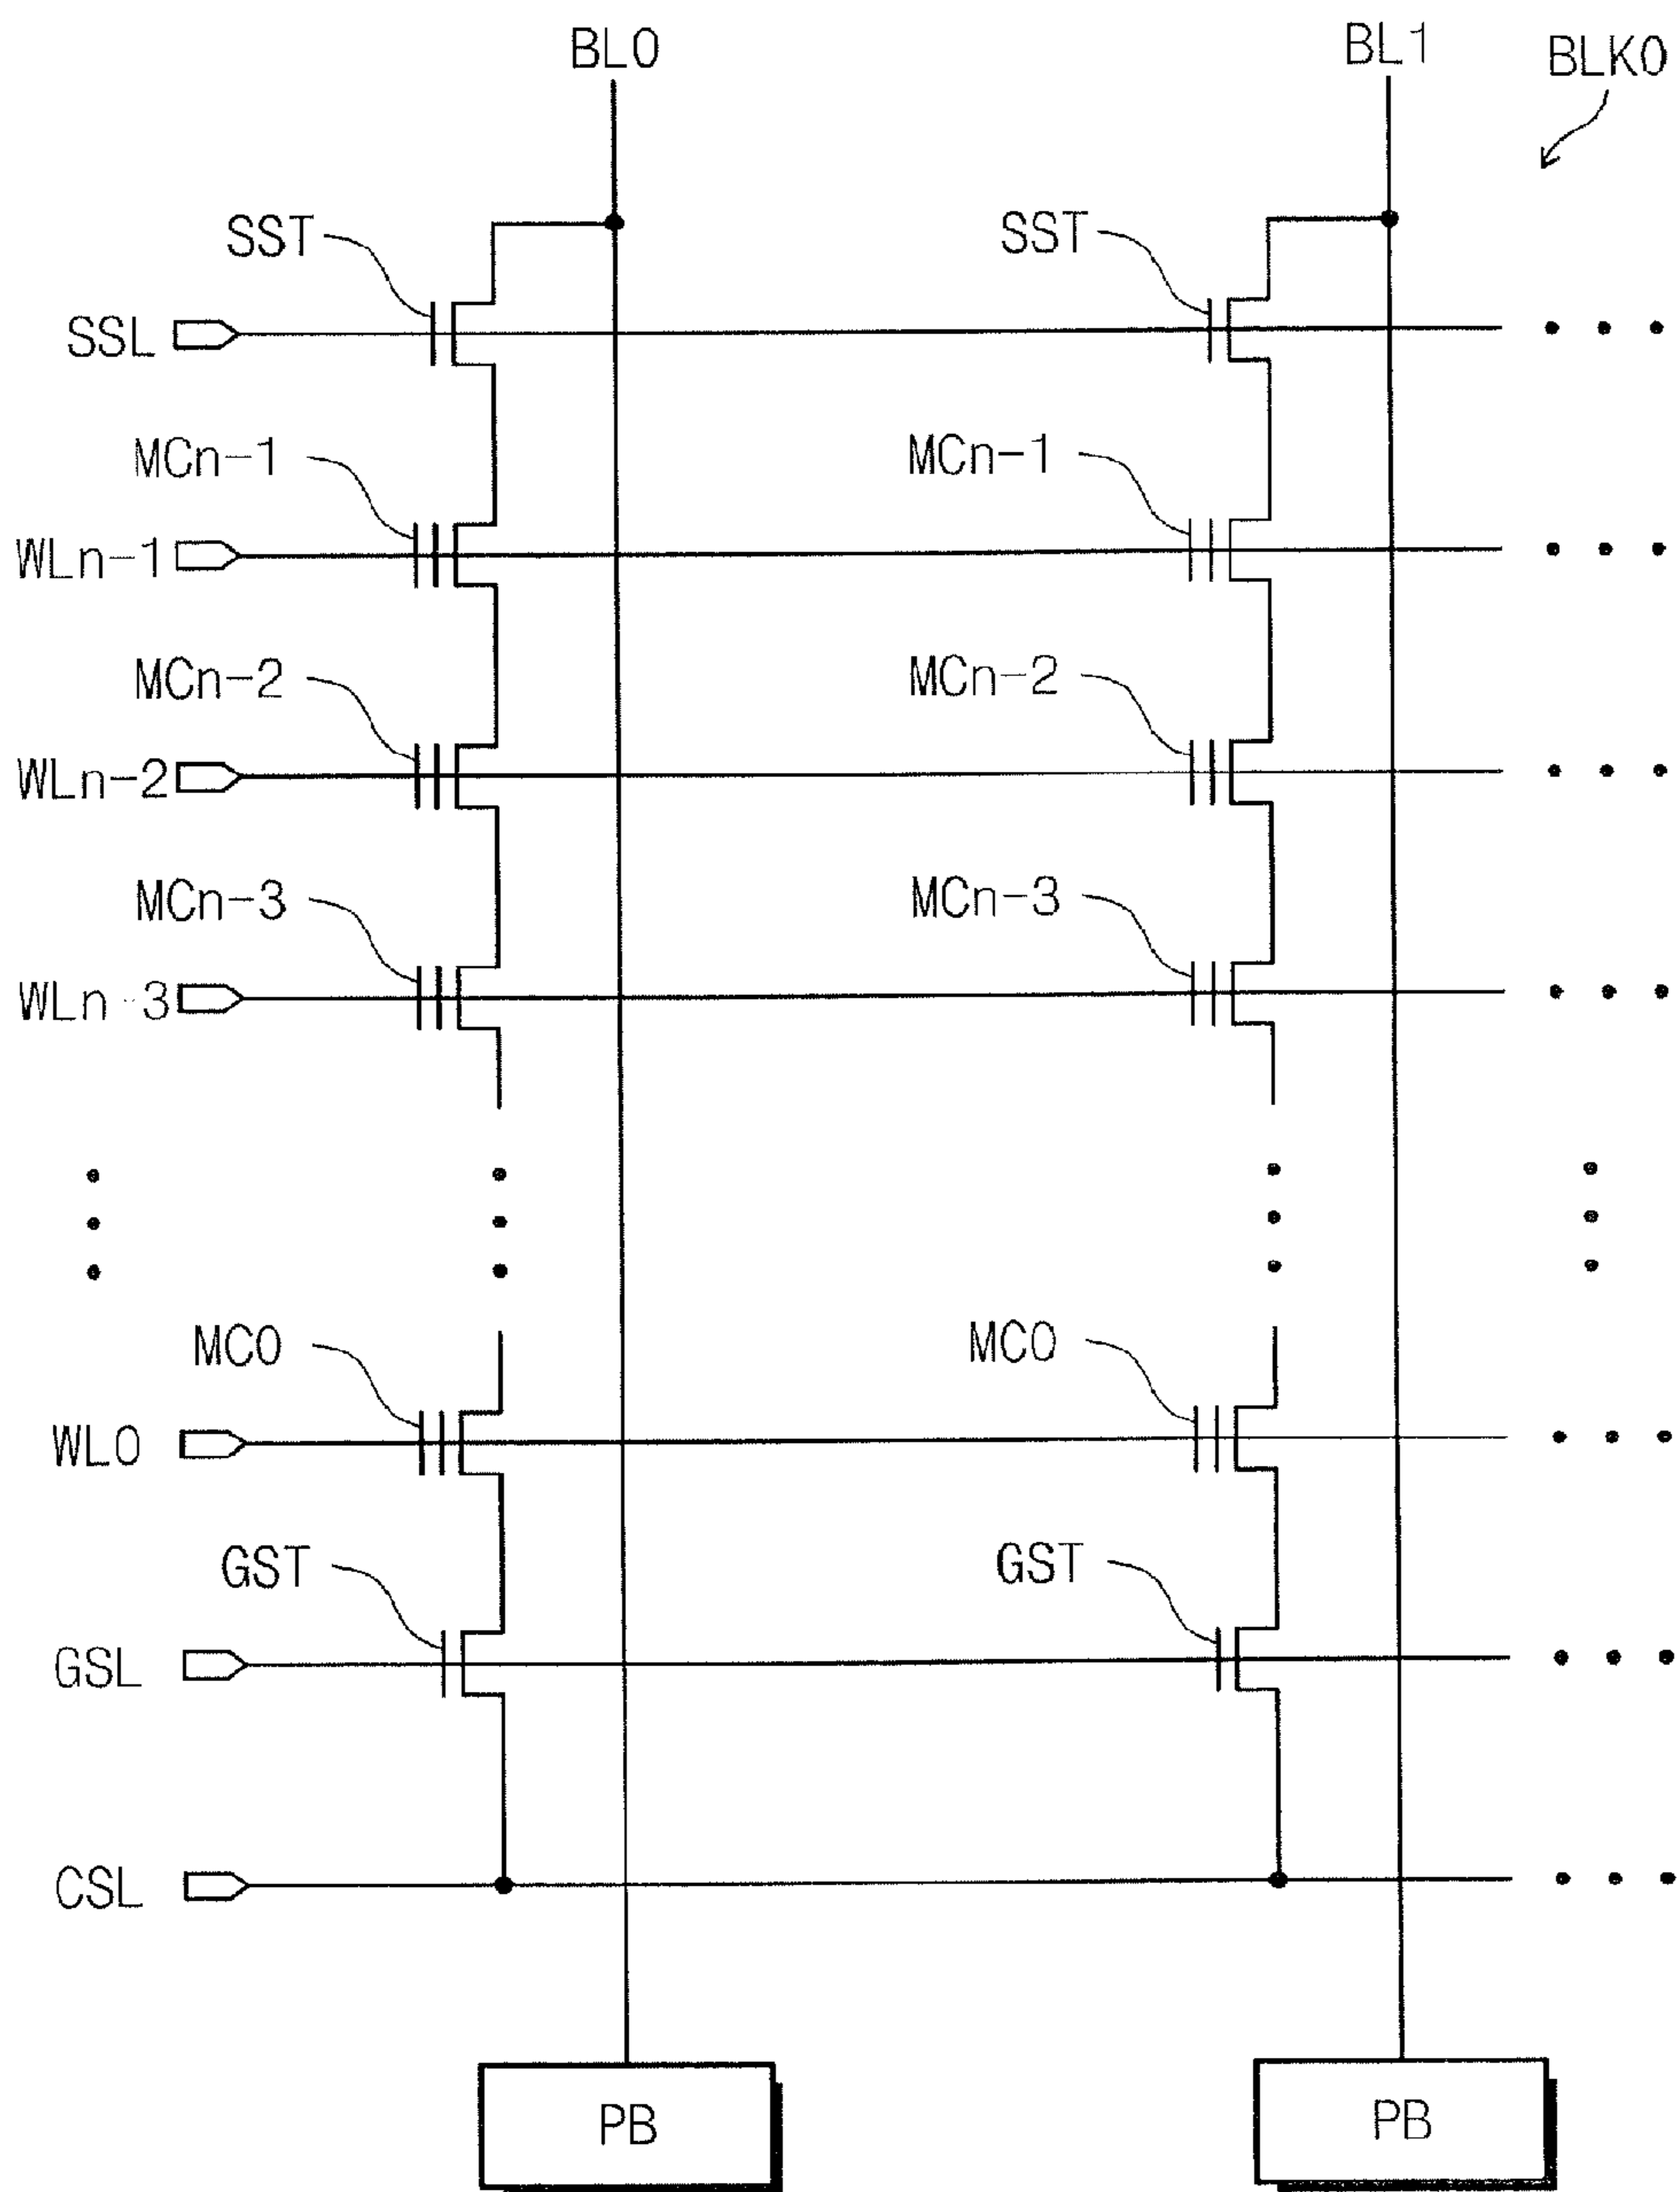 BL0 BL1 BLK0
SST SST
SSL
MCn-1 MCn-1
WLn-1
MCn-2 MCn-2
WLn-2
MCn-3 MCn-3
WLn-3
MC0 MC0
WL0
GST GST
GSL
CSL
PB PB